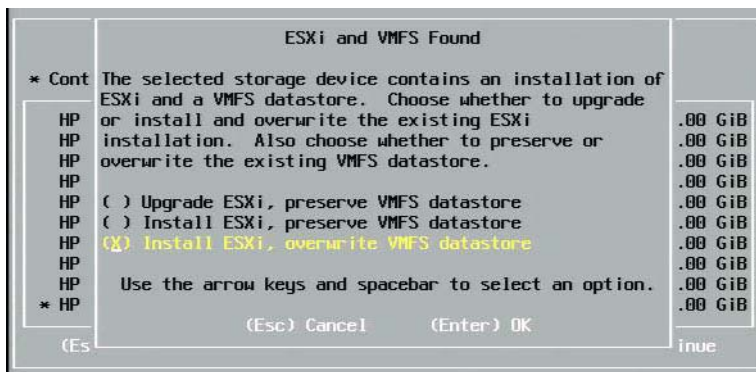 ESXi and VMFS Found
* Cont The selected storage device contains an installation of
ESXi and a VMFS datastore. Choose whether to upgrade
HP or install and overwrite the existing ESXi .00 GiB
HP installation. Also choose whether to preserve or .00 GiB
HP overwrite the existing VMFS datastore. .00 GiB
HP .00 GiB
HP ( ) Upgrade ESXi, preserve VMFS datastore .00 GiB
HP ( ) Install ESXi, preserve VMFS datastore .00 GiB
HP (X) Install ESXi, overwrite VMFS datastore .00 GiB
HP .00 GiB
HP Use the arrow keys and spacebar to select an option. .00 GiB
* HP .00 GiB
(Esc) Cancel (Enter) OK
(Es inue